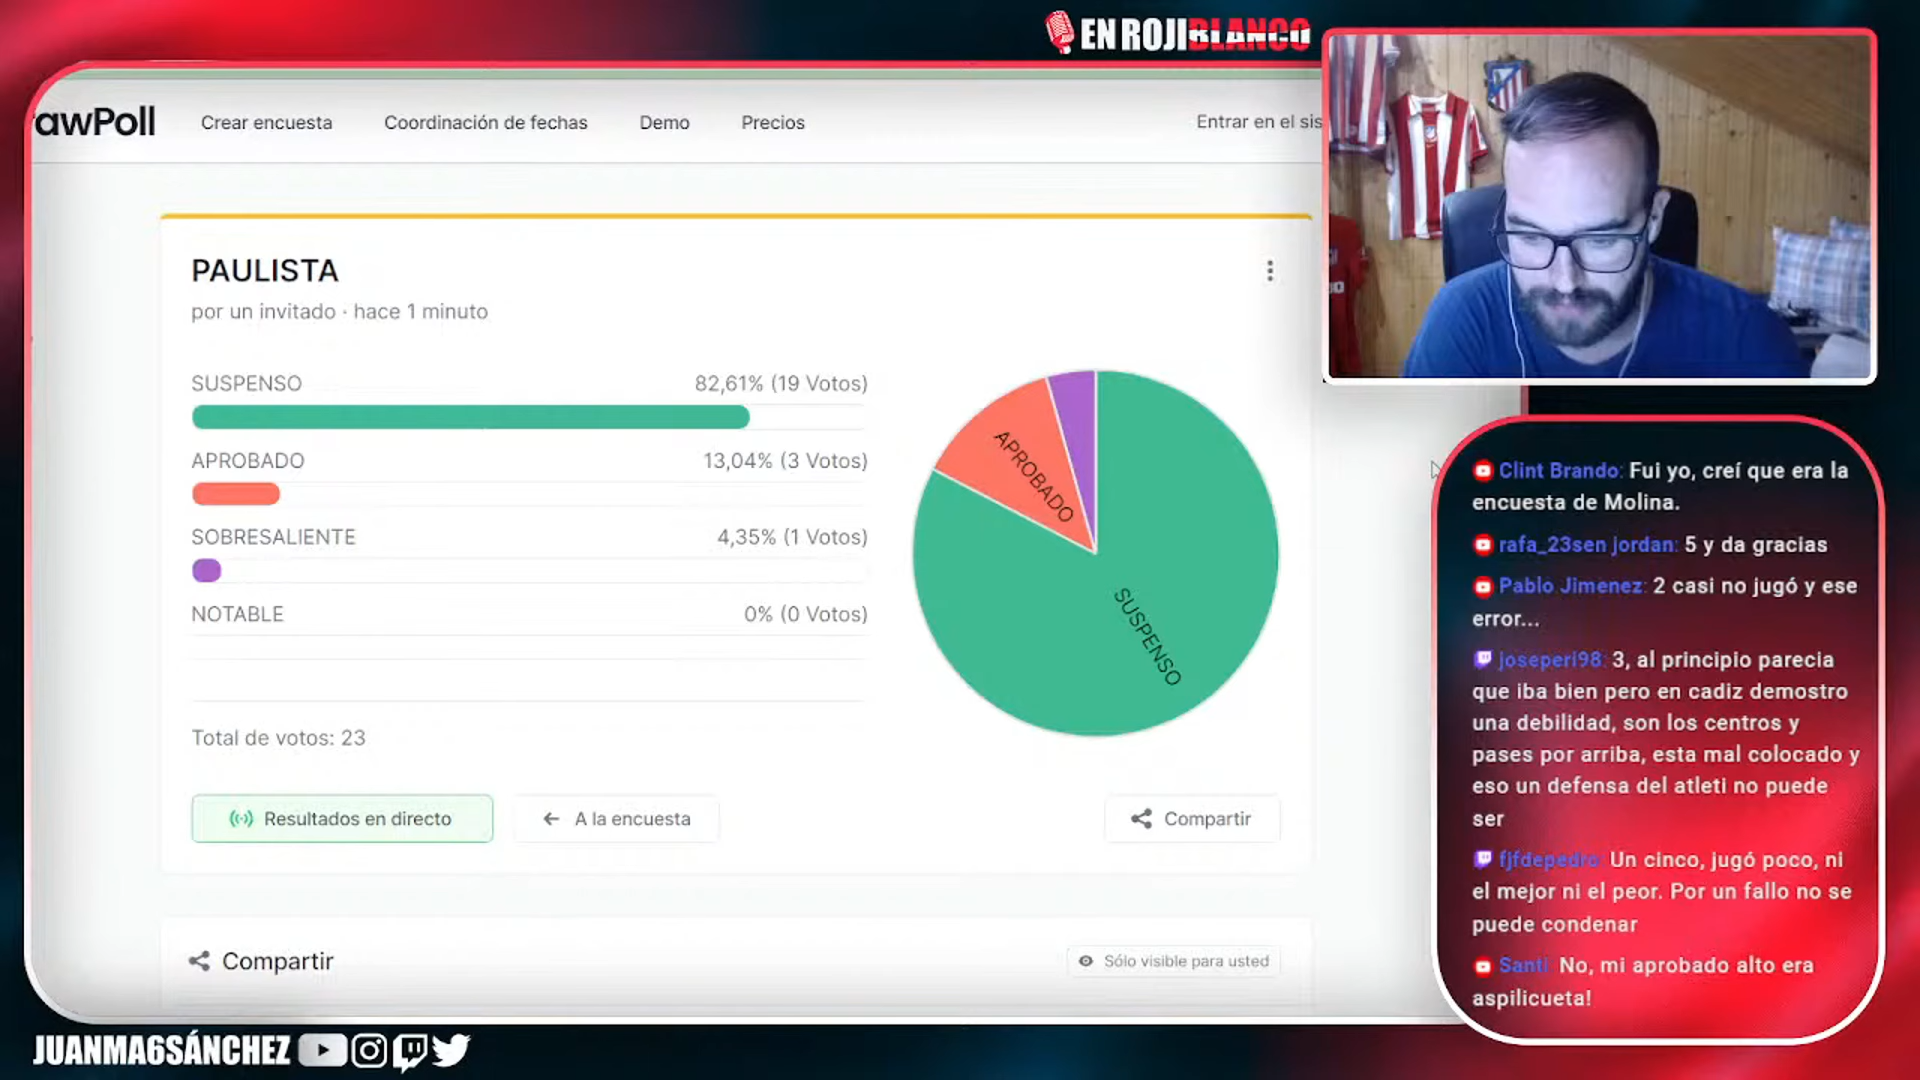 EN ROJIBLANCO
awPoll
Crear encuesta
Coordinación de fechas
Demo
Precios
Entrar en el sis
PAULISTA
por un invitado · hace 1 minuto
SUSPENSO 82,61% (19 Votos)
APROBADO 13,04% (3 Votos)
SOBRESALIENTE 4,35% (1 Votos)
NOTABLE 0% (0 Votos)
Total de votos: 23
APROBADO
SUSPENSO
Resultados en directo
A la encuesta
Compartir
Compartir
Sólo visible para usted
Clint Brando: Fui yo, creí que era la
encuesta de Molina.
rafa_23sen jordan: 5 y da gracias
Pablo Jimenez: 2 casi no jugó y ese
error...
joseperi98: 3, al principio parecia
que iba bien pero en cadiz demostro
una debilidad, son los centros y
pases por arriba, esta mal colocado y
eso un defensa del atleti no puede
ser
fjfdepedro: Un cinco, jugó poco, ni
el mejor ni el peor. Por un fallo no se
puede condenar
Santi: No, mi aprobado alto era
aspilicueta!
JUANMA6SÁNCHEZ